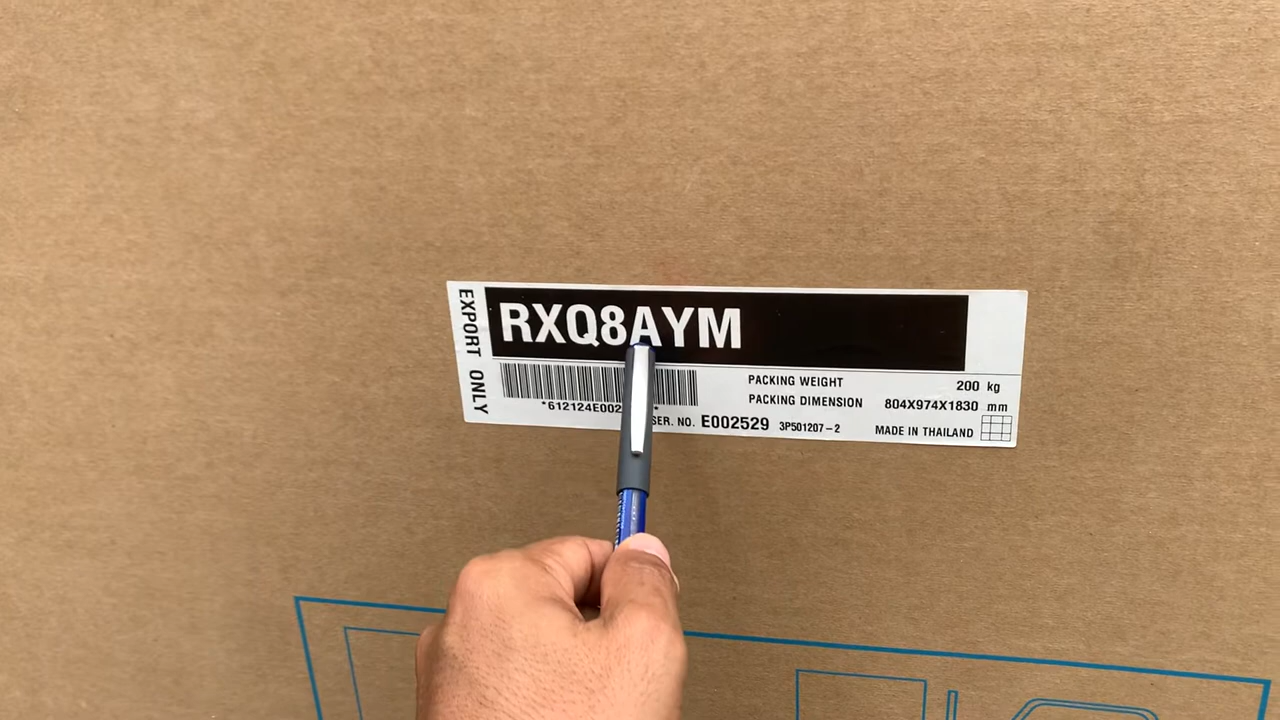 EXPORT ONLY
RXQ8AYM
PACKING WEIGHT 200 kg
PACKING DIMENSION 804X974X1830 mm
*612124E002 *
SER. NO. E002529 3P501207-2 MADE IN THAILAND